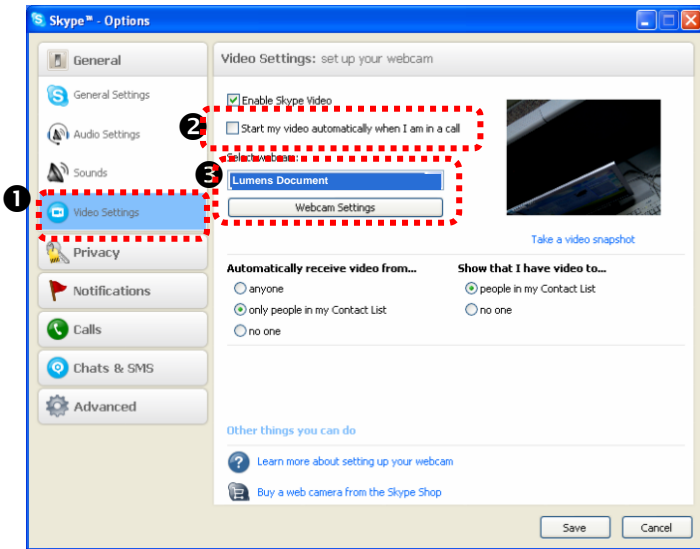 Skype™ - Options
General
General Settings
Audio Settings
Sounds
Video Settings
Privacy
Notifications
Calls
Chats & SMS
Advanced
Video Settings: set up your webcam
Enable Skype Video
❷ Start my video automatically when I am in a call
Select webcam:
❸
Lumens Document
Webcam Settings
❶
Take a video snapshot
Automatically receive video from...
anyone
only people in my Contact List
no one
Show that I have video to...
people in my Contact List
no one
Other things you can do
Learn more about setting up your webcam
Buy a web camera from the Skype Shop
Save
Cancel